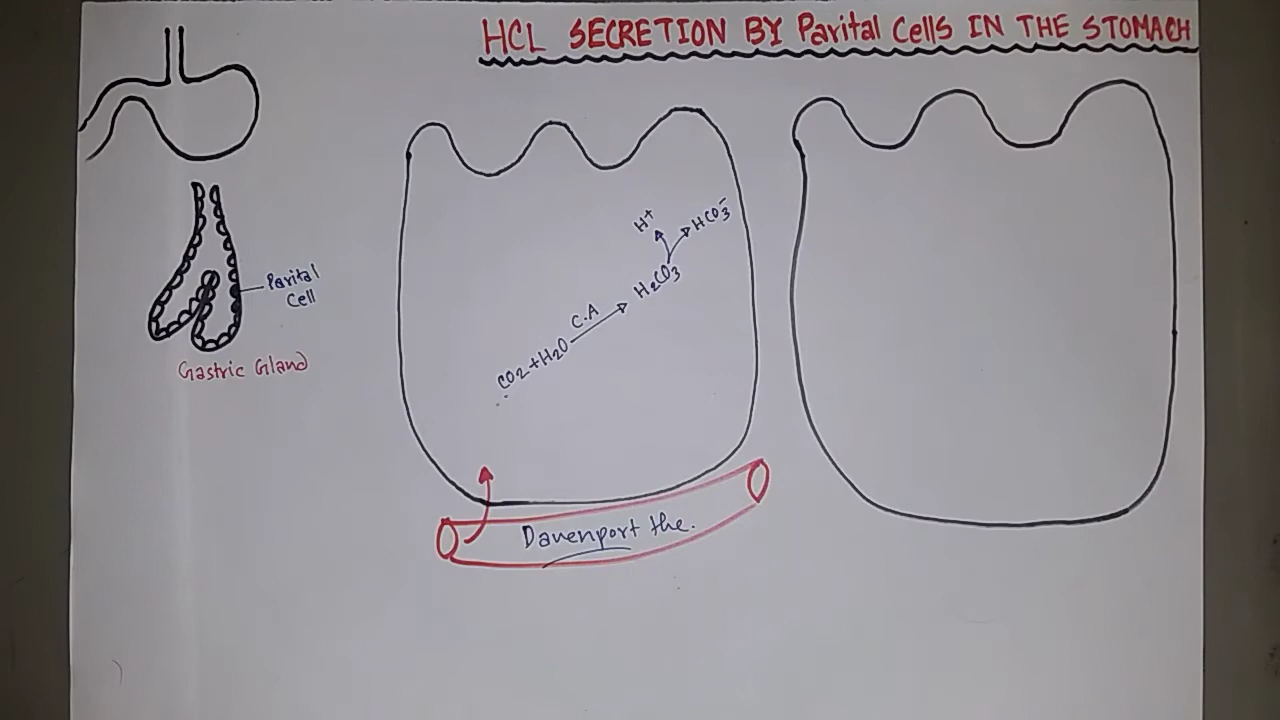 HCL SECRETION BY Parital Cells IN THE STOMACH
H+
HCO3-
H2CO3
C.A
CO2+H2O
Parital
Cell
Gastric Gland
Davenport the.